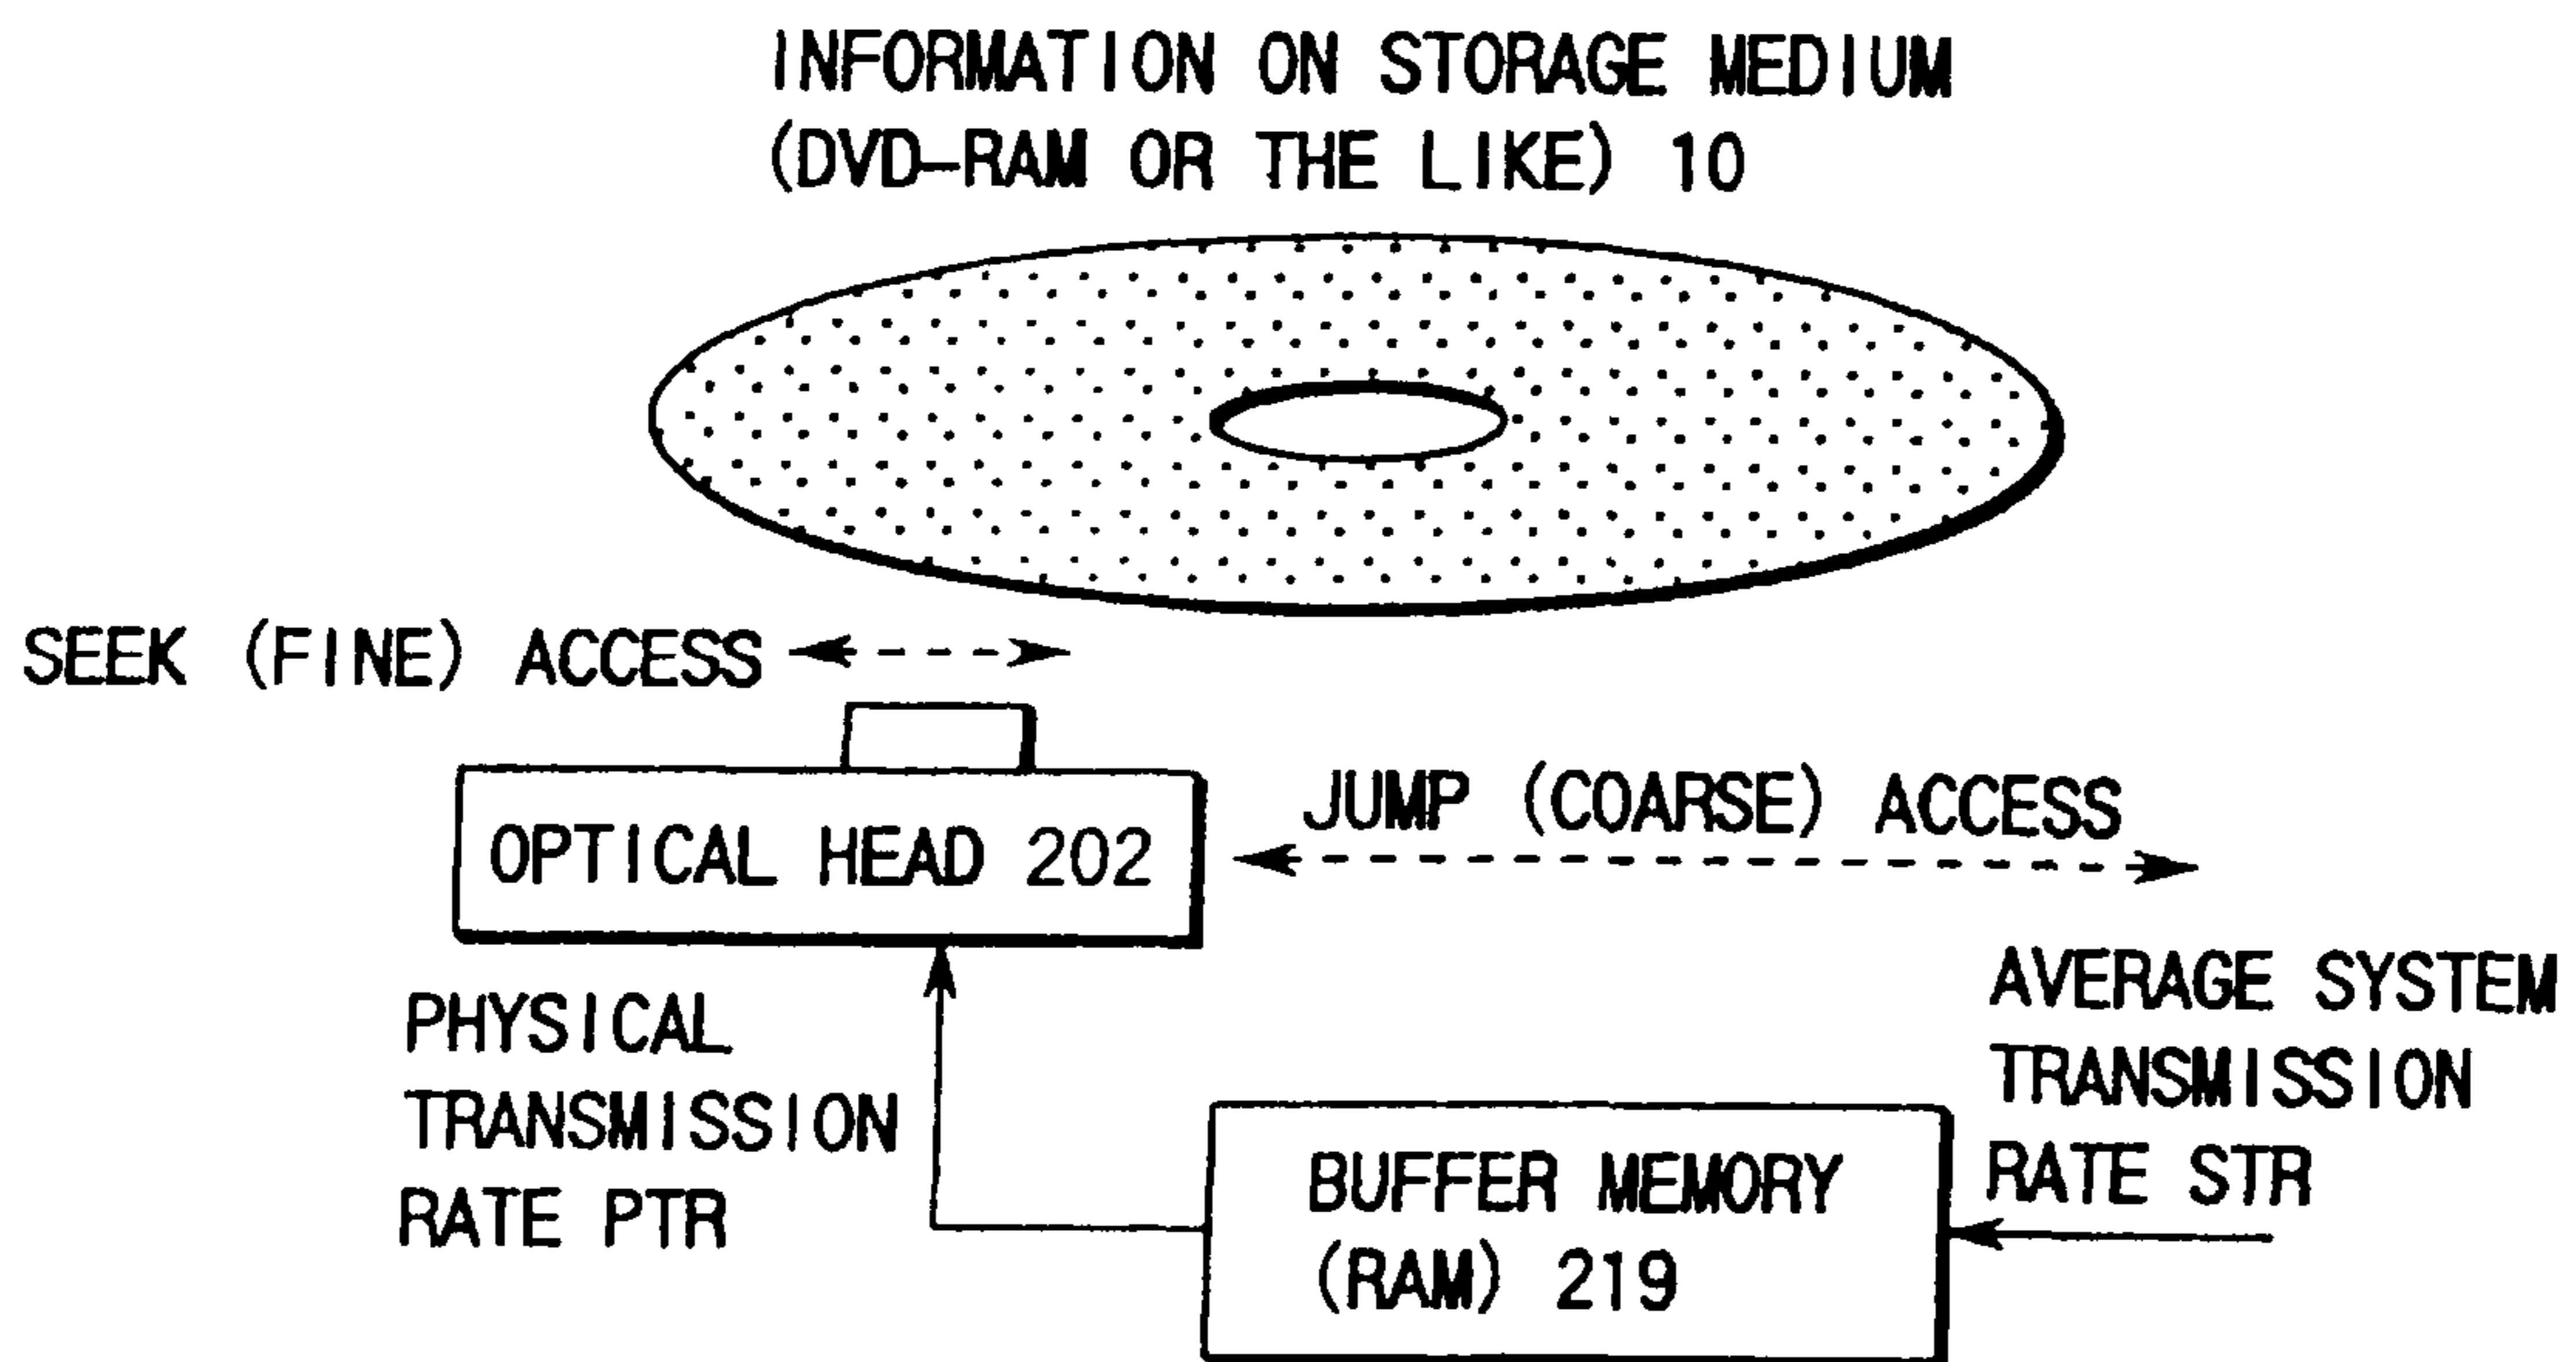 INFORMATION ON STORAGE MEDIUM
(DVD-RAM OR THE LIKE) 10
SEEK (FINE) ACCESS
OPTICAL HEAD 202
JUMP (COARSE) ACCESS
PHYSICAL
TRANSMISSION
RATE PTR
AVERAGE SYSTEM
TRANSMISSION
RATE STR
BUFFER MEMORY
(RAM) 219